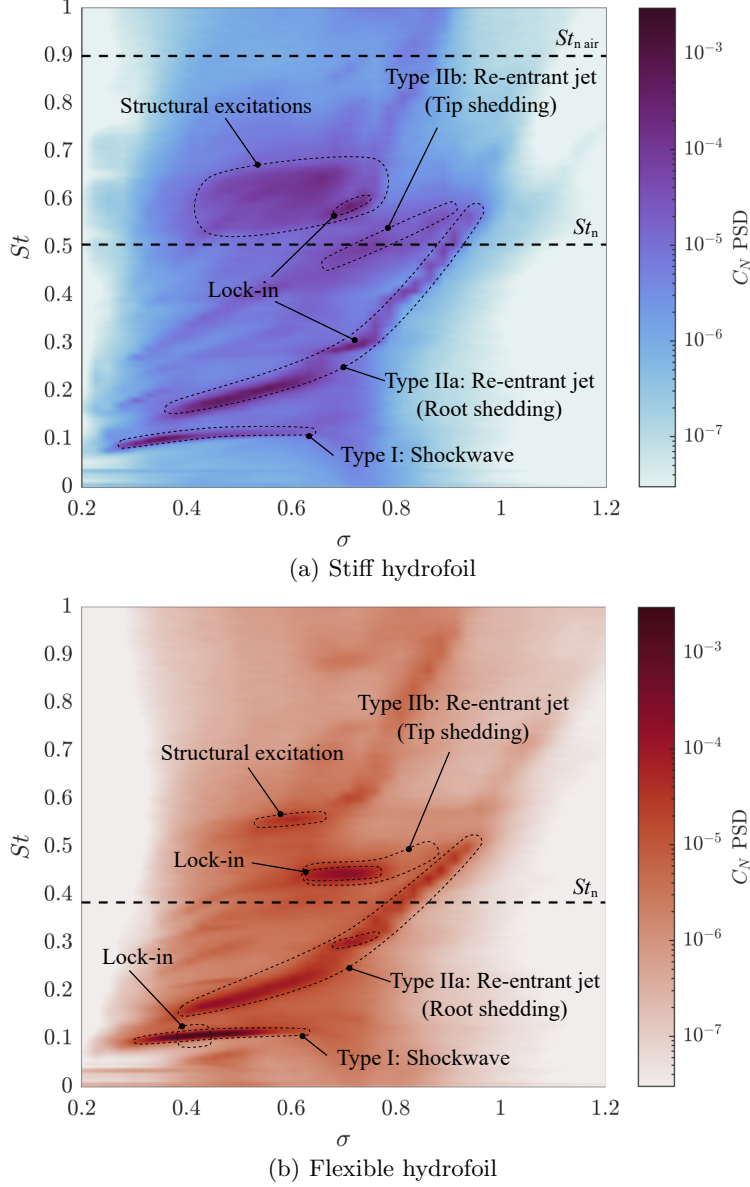 1
0.9
0.8
0.7
0.6
0.5
0.4
0.3
0.2
0.1
0
St
St_{n air}
Type IIb: Re-entrant jet
(Tip shedding)
Structural excitations
St_n
Lock-in
Type IIa: Re-entrant jet
(Root shedding)
Type I: Shockwave
0.2 0.4 0.6 0.8 1 1.2
σ
10^{-3}
10^{-4}
10^{-5}
10^{-6}
10^{-7}
C_N PSD
(a) Stiff hydrofoil
1
0.9
0.8
0.7
0.6
0.5
0.4
0.3
0.2
0.1
0
St
Type IIb: Re-entrant jet
(Tip shedding)
Structural excitation
Lock-in
St_n
Lock-in
Type IIa: Re-entrant jet
(Root shedding)
Type I: Shockwave
0.2 0.4 0.6 0.8 1 1.2
σ
10^{-3}
10^{-4}
10^{-5}
10^{-6}
10^{-7}
C_N PSD
(b) Flexible hydrofoil